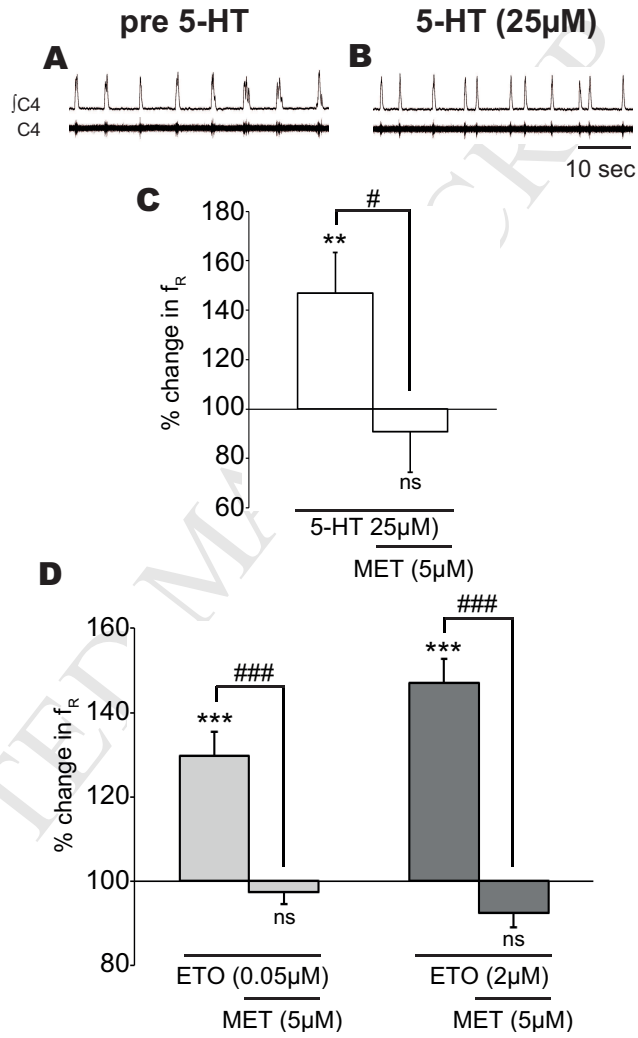 pre 5-HT
5-HT (25µM)
A
B
∫C4
C4
10 sec
C
180
160
140
120
100
80
60
% change in fR
#
**
ns
5-HT 25µM)
MET (5µM)
D
160
140
120
100
80
% change in fR
###
***
ns
###
***
ns
ETO (0.05µM)
ETO (2µM)
MET (5µM)
MET (5µM)